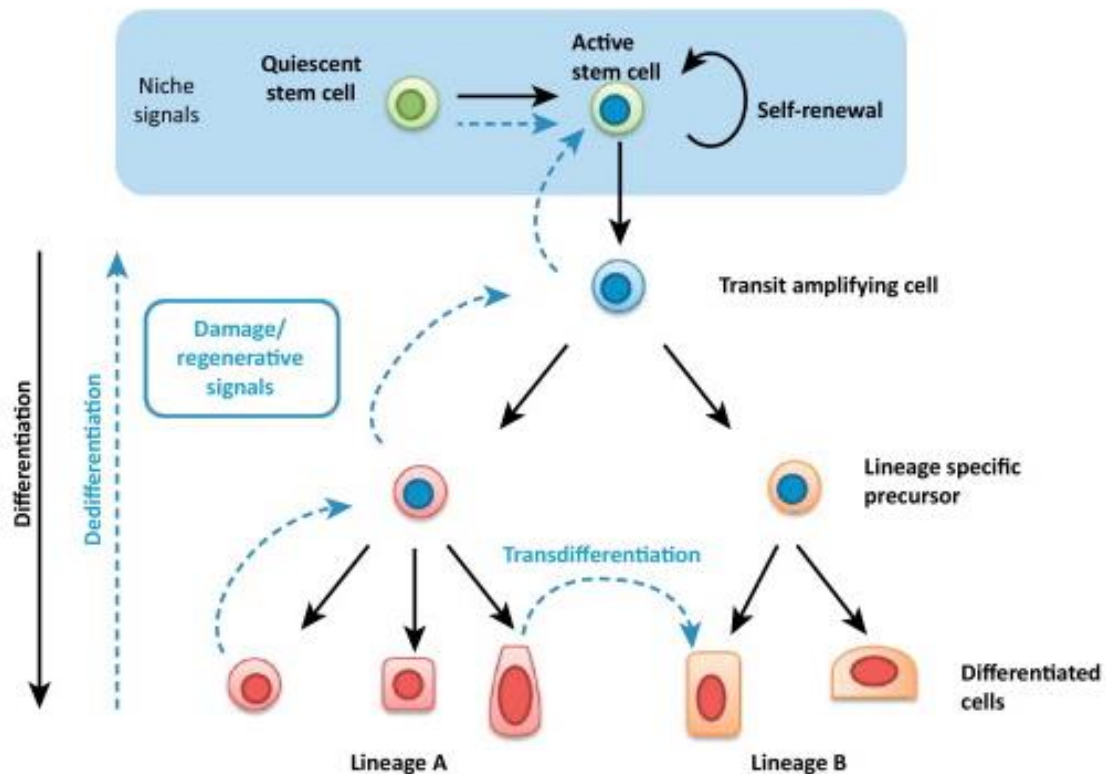 Niche
signals
Quiescent
stem cell
Active
stem cell
Self-renewal
Transit amplifying cell
Damage/
regenerative
signals
Differentiation
Dedifferentiation
Lineage specific
precursor
Transdifferentiation
Differentiated
cells
Lineage A
Lineage B